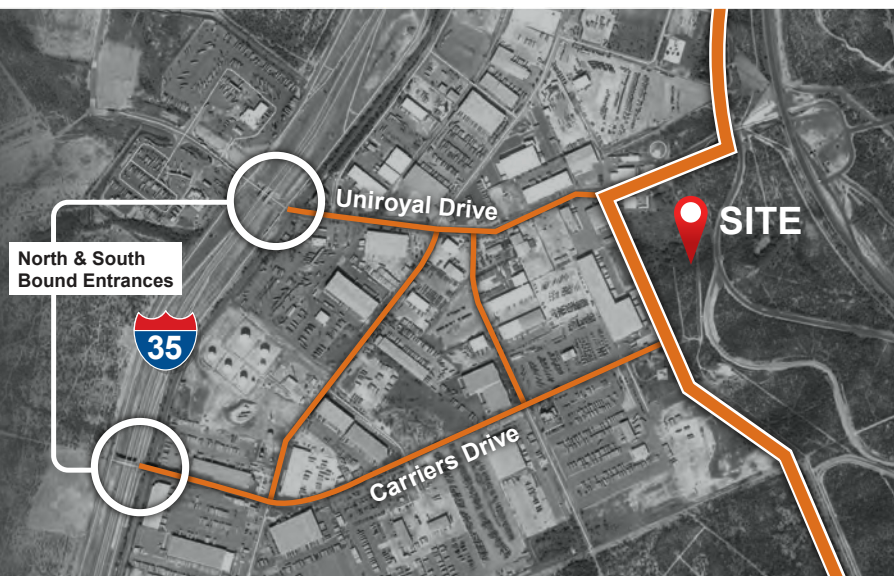 Uniroyal Drive
SITE
North & South
Bound Entrances
35
Carriers Drive